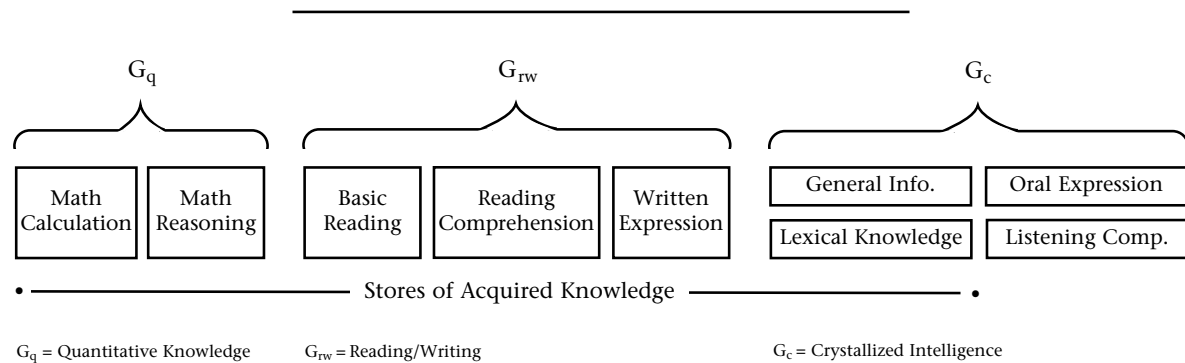 Gq Grw Gc
Math Calculation
Math Reasoning
Basic Reading
Reading Comprehension
Written Expression
General Info.
Oral Expression
Lexical Knowledge
Listening Comp.
• Stores of Acquired Knowledge •
Gq = Quantitative Knowledge
Grw = Reading/Writing
Gc = Crystallized Intelligence